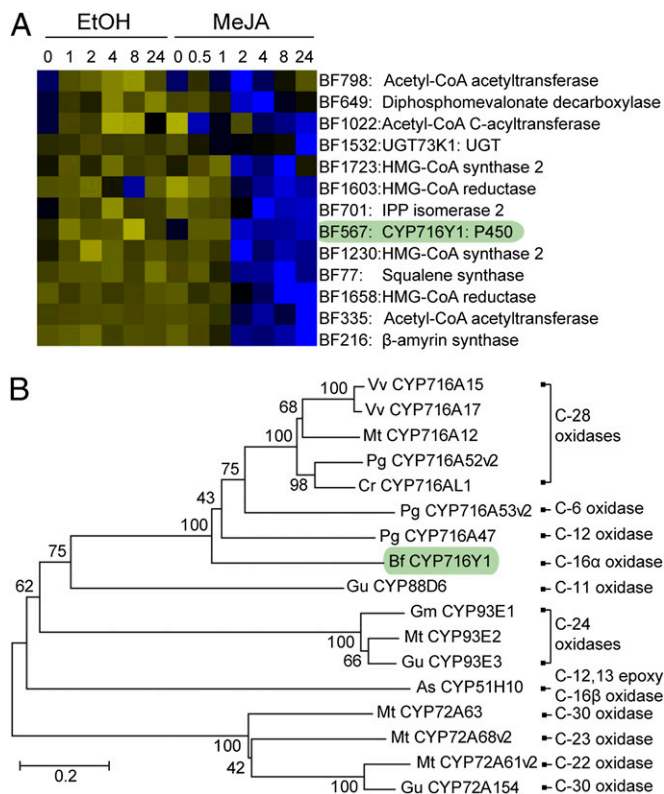 A
EtOH MeJA
0 1 2 4 8 24 0 0.5 1 2 4 8 24
BF798: Acetyl-CoA acetyltransferase
BF649: Diphosphomevalonate decarboxylase
BF1022:Acetyl-CoA C-acyltransferase
BF1532:UGT73K1: UGT
BF1723:HMG-CoA synthase 2
BF1603:HMG-CoA reductase
BF701: IPP isomerase 2
BF567: CYP716Y1: P450
BF1230:HMG-CoA synthase 2
BF77: Squalene synthase
BF1658:HMG-CoA reductase
BF335: Acetyl-CoA acetyltransferase
BF216: β-amyrin synthase
B
100 Vv CYP716A15
Vv CYP716A17
68 Mt CYP716A12
100 Pg CYP716A52v2
98 Cr CYP716AL1
C-28
oxidases
75 Pg CYP716A53v2 C-6 oxidase
43 Pg CYP716A47 C-12 oxidase
100 Bf CYP716Y1 C-16α oxidase
75 Gu CYP88D6 C-11 oxidase
62 Gm CYP93E1
100 Mt CYP93E2
66 Gu CYP93E3
C-24
oxidases
As CYP51H10 C-12,13 epoxy
C-16β oxidase
Mt CYP72A63 C-30 oxidase
100 Mt CYP72A68v2 C-23 oxidase
42 Mt CYP72A61v2 C-22 oxidase
100 Gu CYP72A154 C-30 oxidase
0.2